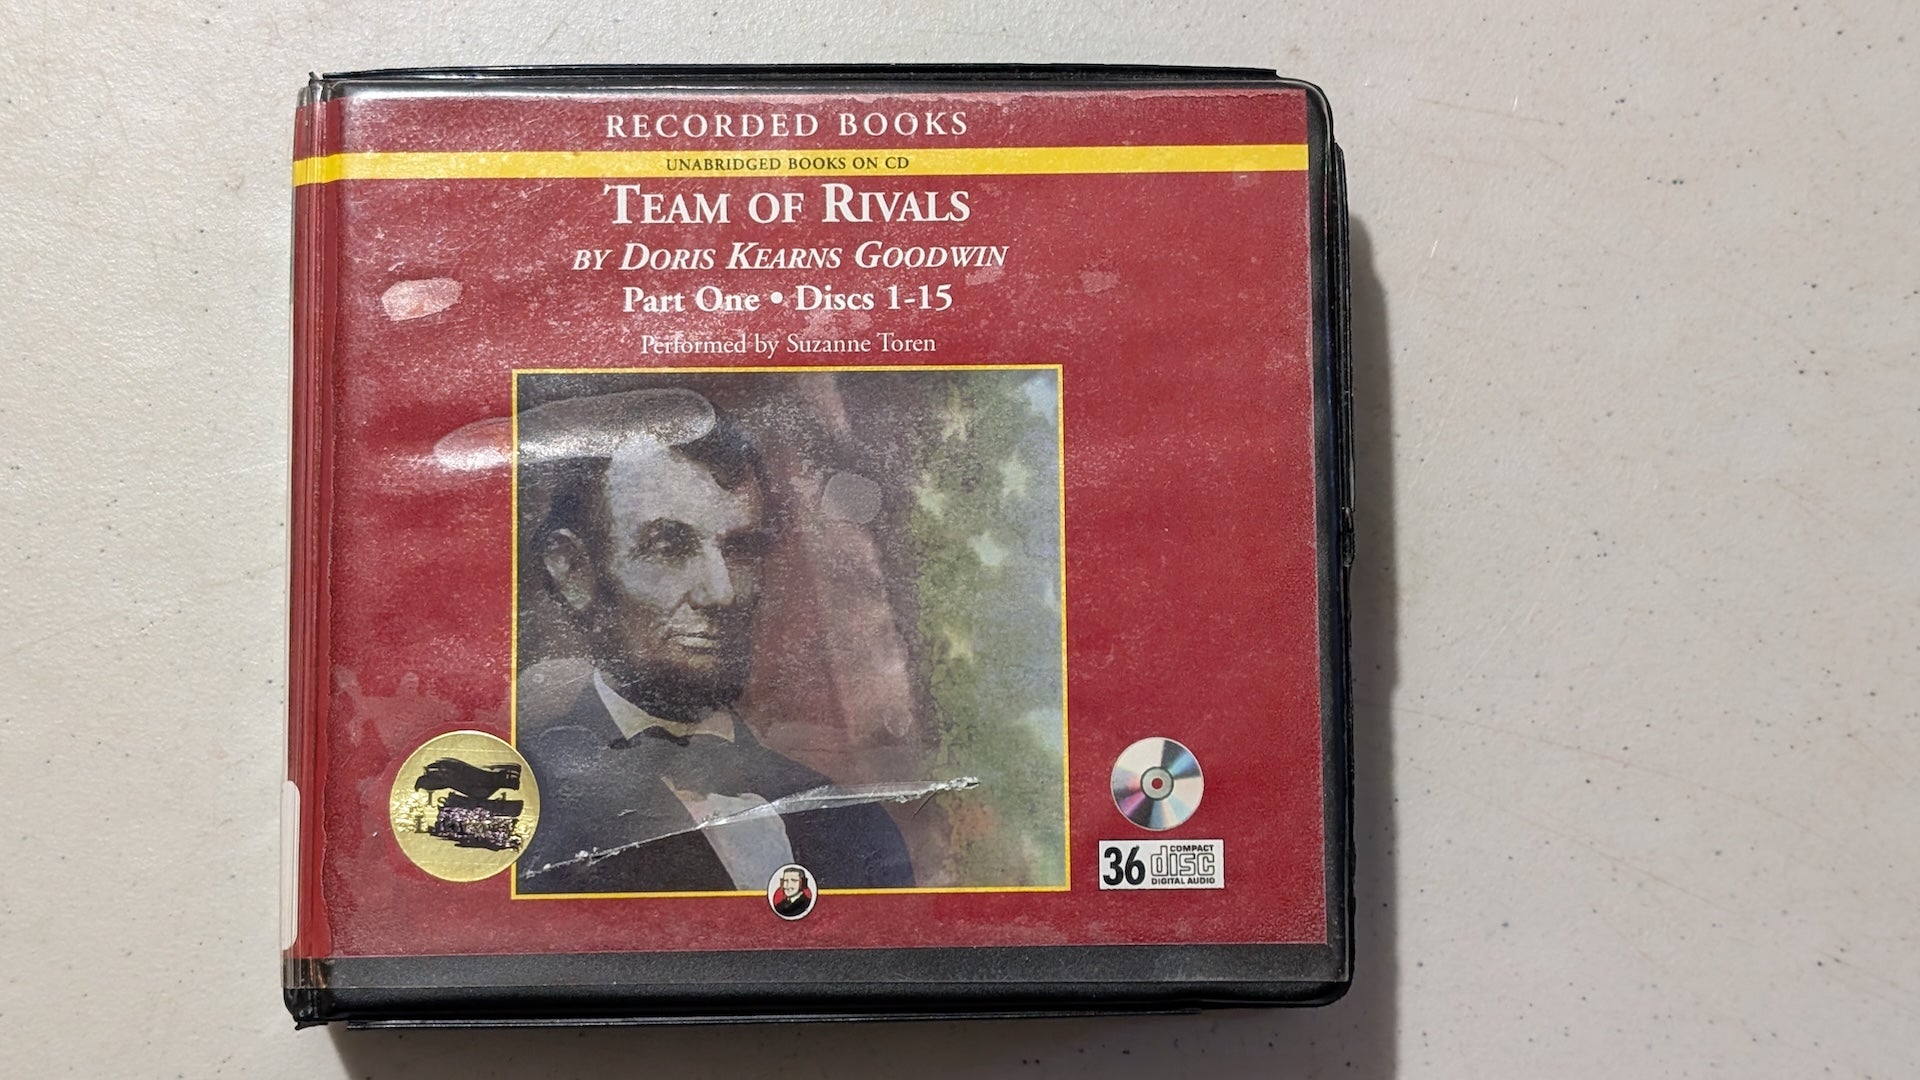 RECORDED BOOKS
UNABRIDGED BOOKS ON CD
TEAM OF RIVALS
BY DORIS KEARNS GOODWIN
Part One • Discs 1-15
Performed by Suzanne Toren
36
COMPACT
disc
DIGITAL AUDIO